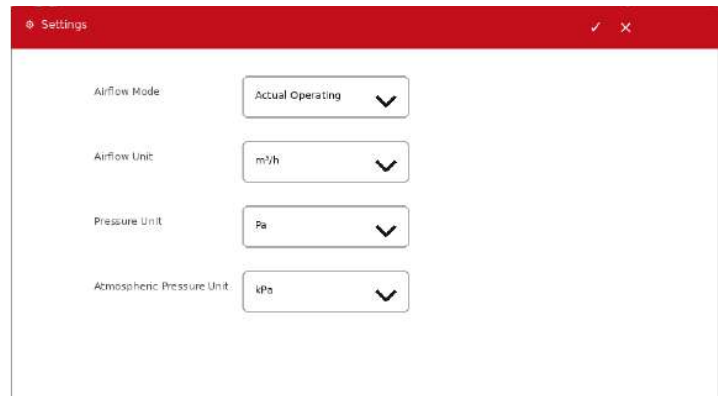 Settings
Airflow Mode
Actual Operating
Airflow Unit
m³/h
Pressure Unit
Pa
Atmospheric Pressure Unit
kPa